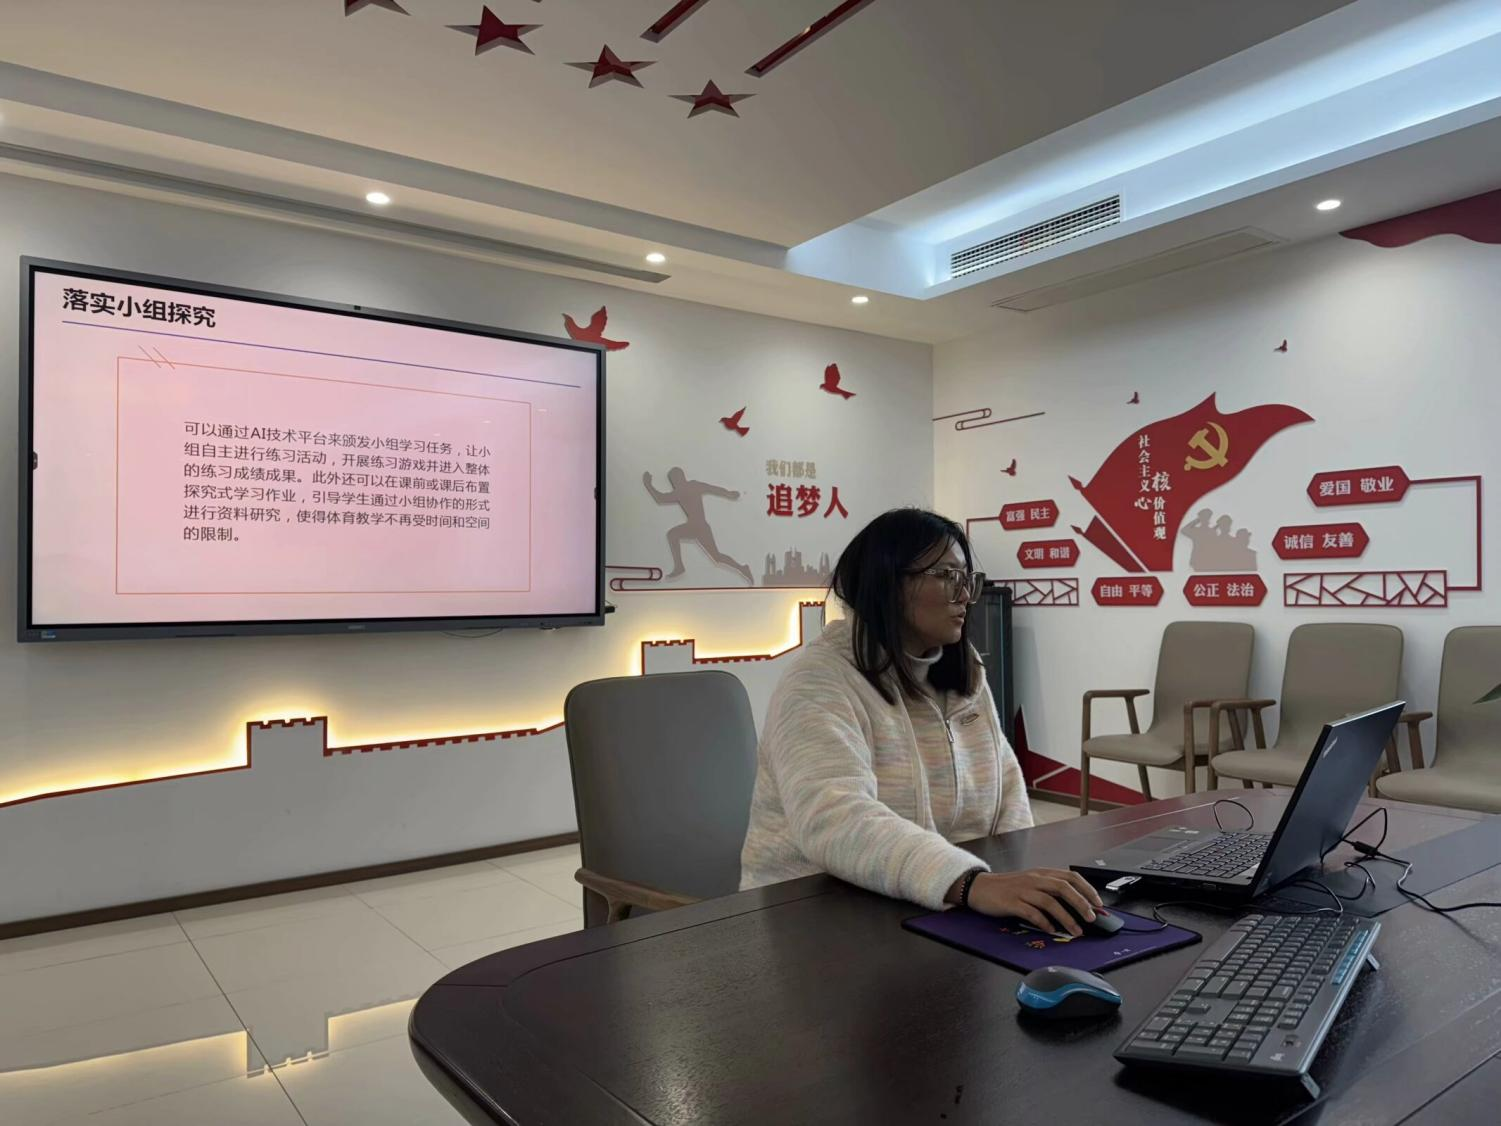 落实小组探究
可以通过AI技术平台来颁发小组学习任务，让小
组自主进行练习活动，开展练习游戏并进入整体
的练习成绩成果。此外还可以在课前或课后布置
探究式学习作业，引导学生通过小组协作的形式
进行资料研究，使得体育教学不再受时间和空间
的限制。
我们都是
追梦人
社会主义
核心
价值观
富强 民主
文明 和谐
自由 平等
公正 法治
爱国 敬业
诚信 友善